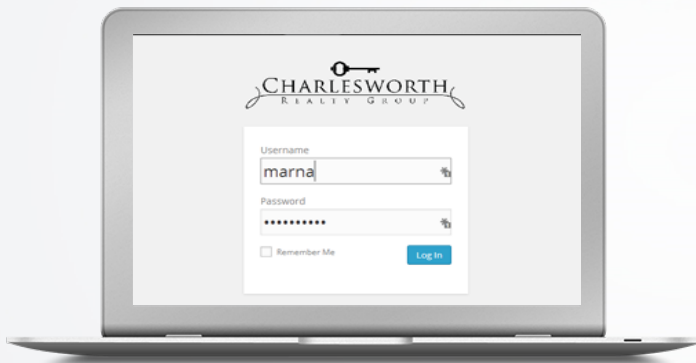 CHARLESWORTH
REALTY GROUP
Username
marna
Password
••••••••••
Remember Me
Log In